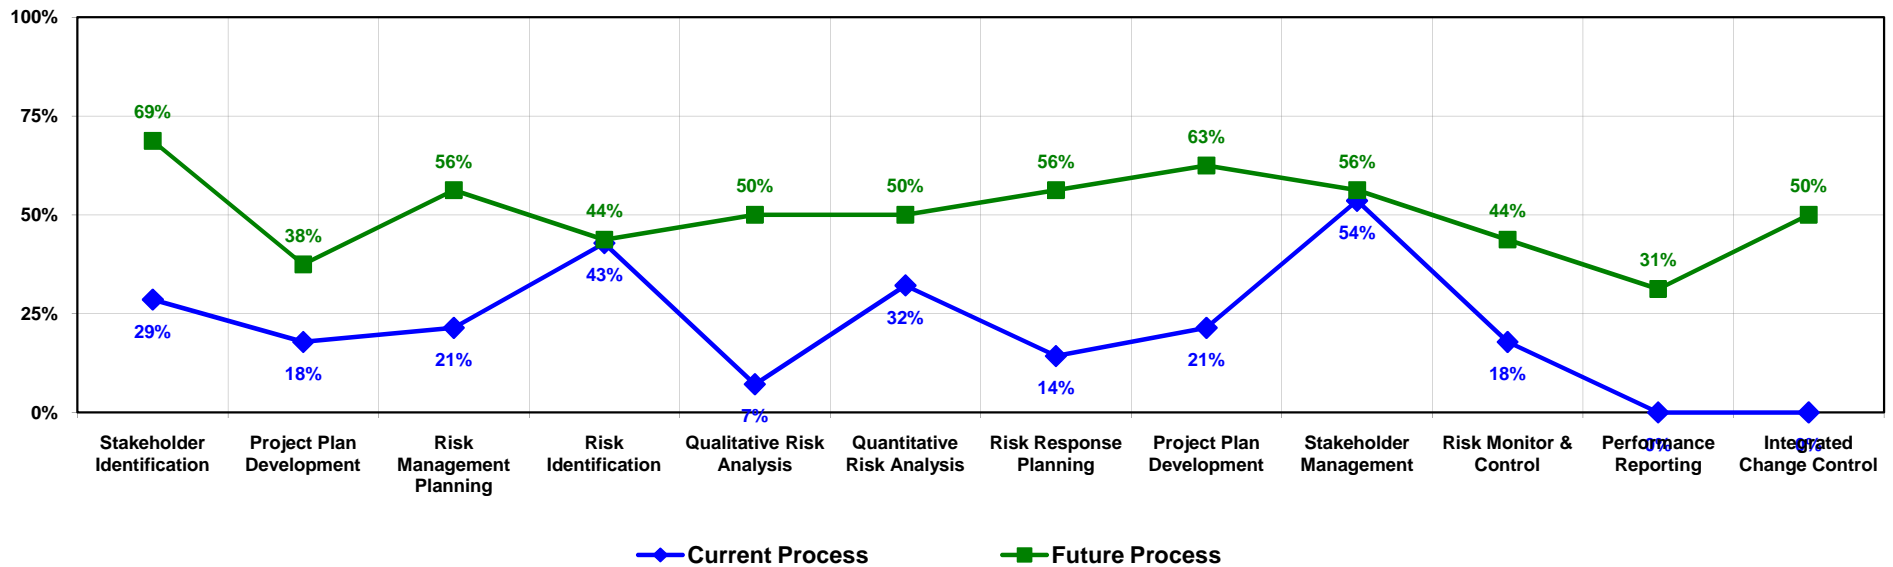 100%
75%
50%
25%
0%
69%
38%
56%
44%
50%
50%
56%
63%
56%
44%
31%
50%
29%
18%
21%
43%
7%
32%
14%
21%
54%
18%
0%
0%
Stakeholder
Identification
Project Plan
Development
Risk
Management
Planning
Risk
Identification
Qualitative Risk
Analysis
Quantitative
Risk Analysis
Risk Response
Planning
Project Plan
Development
Stakeholder
Management
Risk Monitor &
Control
Performance
Reporting
Integrated
Change Control
Current Process
Future Process